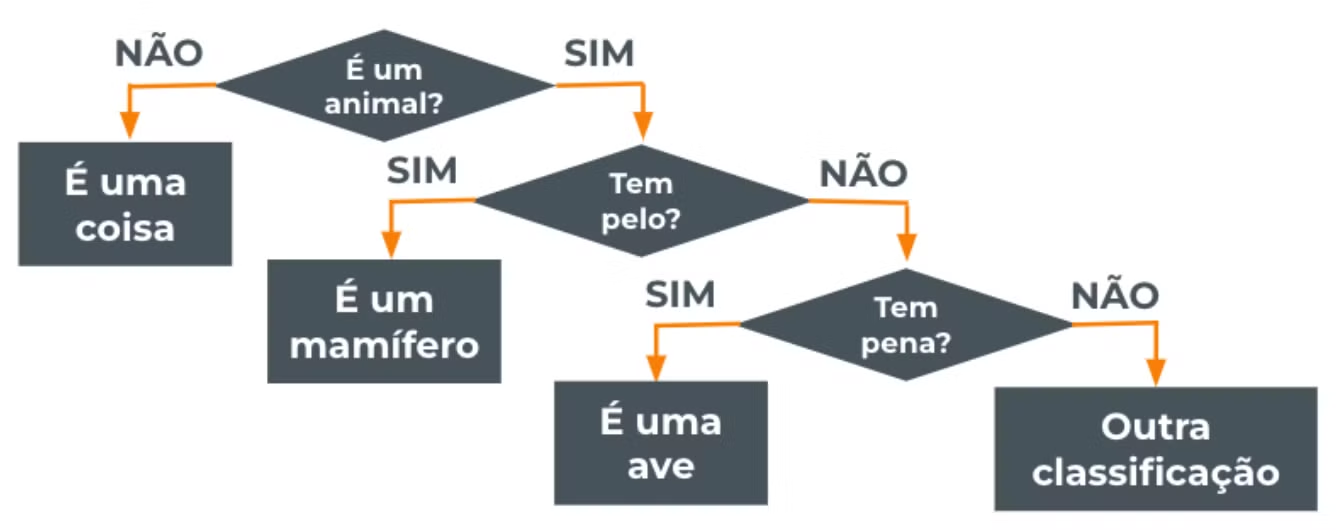 NÃO
SIM
É um
animal?
É uma
coisa
SIM
NÃO
Tem
pelo?
É um
mamífero
SIM
NÃO
Tem
pena?
É uma
ave
Outra
classificação